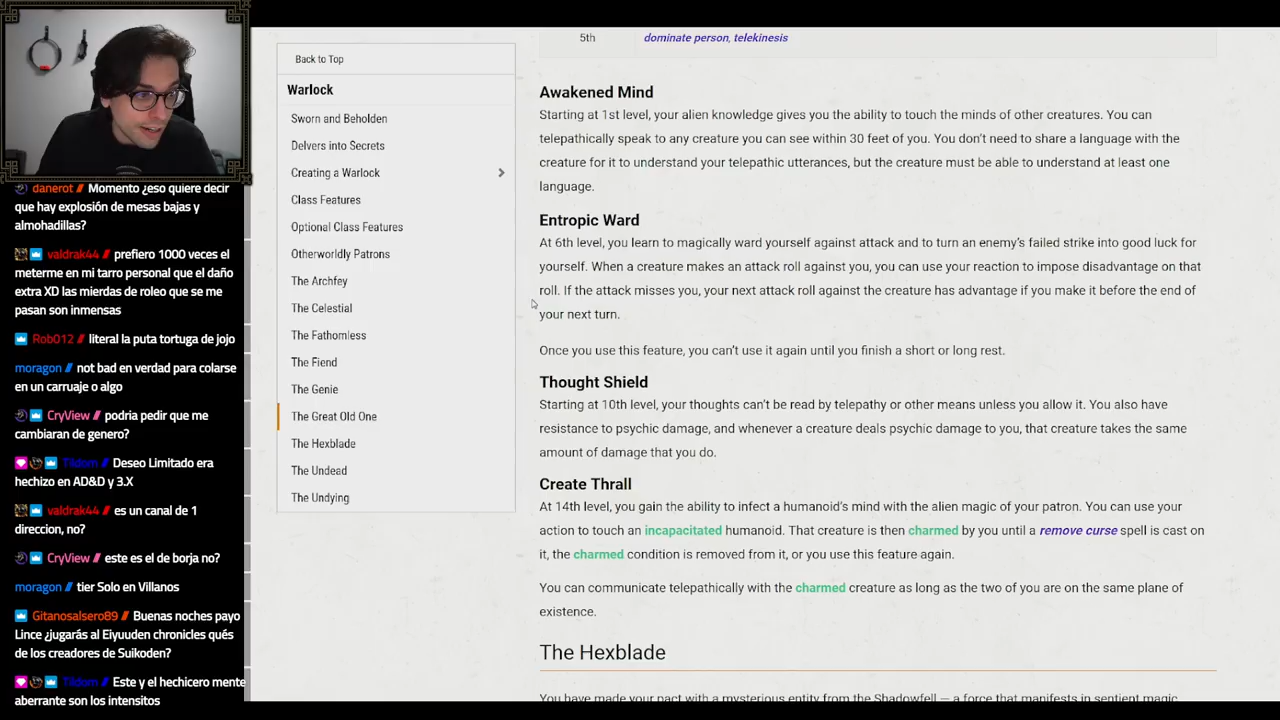 danerot // Momento ¿eso quiere decir
que hay explosión de mesas bajas y
almohadillas?
valdrak44 // prefiero 1000 veces el
meterme en mi tarro personal que el daño
extra XD las mierdas de roleo que se me
pasan son inmensas
Rob012 // literal la puta tortuga de jojo
moragon // not bad en verdad para colarse
en un carruaje o algo
CryView // podria pedir que me
cambiaran de genero?
Tildom // Deseo Limitado era
hechizo en AD&D y 3.X
valdrak44 // es un canal de 1
direccion, no?
CryView // este es el de borja no?
moragon // tier Solo en Villanos
Gitanosalsero89 // Buenas noches payo
Lince ¿jugarás al Eiyuuden chronicles qués
de los creadores de Suikoden?
Tildom // Este y el hechicero mente
aberrante son los intensitos
Back to Top
Warlock
Sworn and Beholden
Delvers into Secrets
Creating a Warlock
Class Features
Optional Class Features
Otherworldly Patrons
The Archfey
The Celestial
The Fathomless
The Fiend
The Genie
The Great Old One
The Hexblade
The Undead
The Undying
5th dominate person, telekinesis
Awakened Mind
Starting at 1st level, your alien knowledge gives you the ability to touch the minds of other creatures. You can
telepathically speak to any creature you can see within 30 feet of you. You don't need to share a language with the
creature for it to understand your telepathic utterances, but the creature must be able to understand at least one
language.
Entropic Ward
At 6th level, you learn to magically ward yourself against attack and to turn an enemy's failed strike into good luck for
yourself. When a creature makes an attack roll against you, you can use your reaction to impose disadvantage on that
roll. If the attack misses you, your next attack roll against the creature has advantage if you make it before the end of
your next turn.
Once you use this feature, you can't use it again until you finish a short or long rest.
Thought Shield
Starting at 10th level, your thoughts can't be read by telepathy or other means unless you allow it. You also have
resistance to psychic damage, and whenever a creature deals psychic damage to you, that creature takes the same
amount of damage that you do.
Create Thrall
At 14th level, you gain the ability to infect a humanoid's mind with the alien magic of your patron. You can use your
action to touch an incapacitated humanoid. That creature is then charmed by you until a remove curse spell is cast on
it, the charmed condition is removed from it, or you use this feature again.
You can communicate telepathically with the charmed creature as long as the two of you are on the same plane of
existence.
The Hexblade
You have made your pact with a mysterious entity from the Shadowfell — a force that manifests in sentient magic